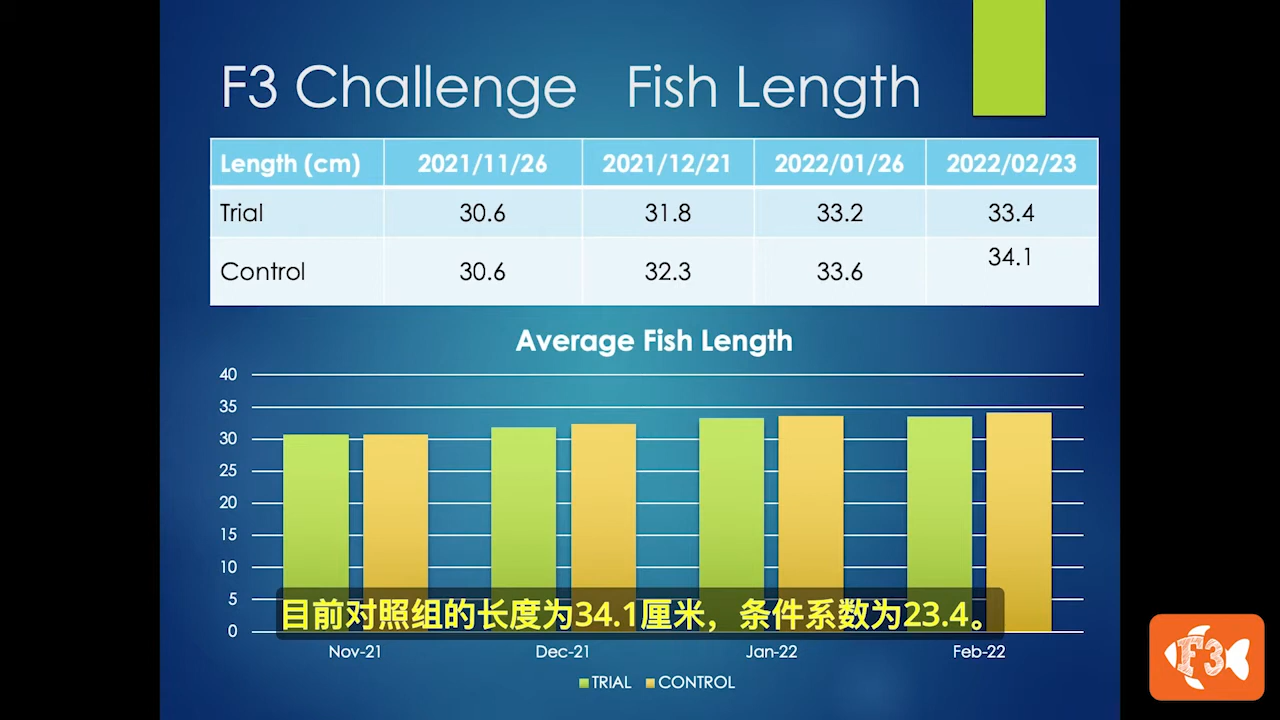 F3 Challenge Fish Length
Length (cm) 2021/11/26 2021/12/21 2022/01/26 2022/02/23
Trial 30.6 31.8 33.2 33.4
Control 30.6 32.3 33.6 34.1
Average Fish Length
40
35
30
25
20
15
10
5
0
目前对照组的长度为34.1厘米，条件系数为23.4。
Nov-21 Dec-21 Jan-22 Feb-22
TRIAL CONTROL
F3